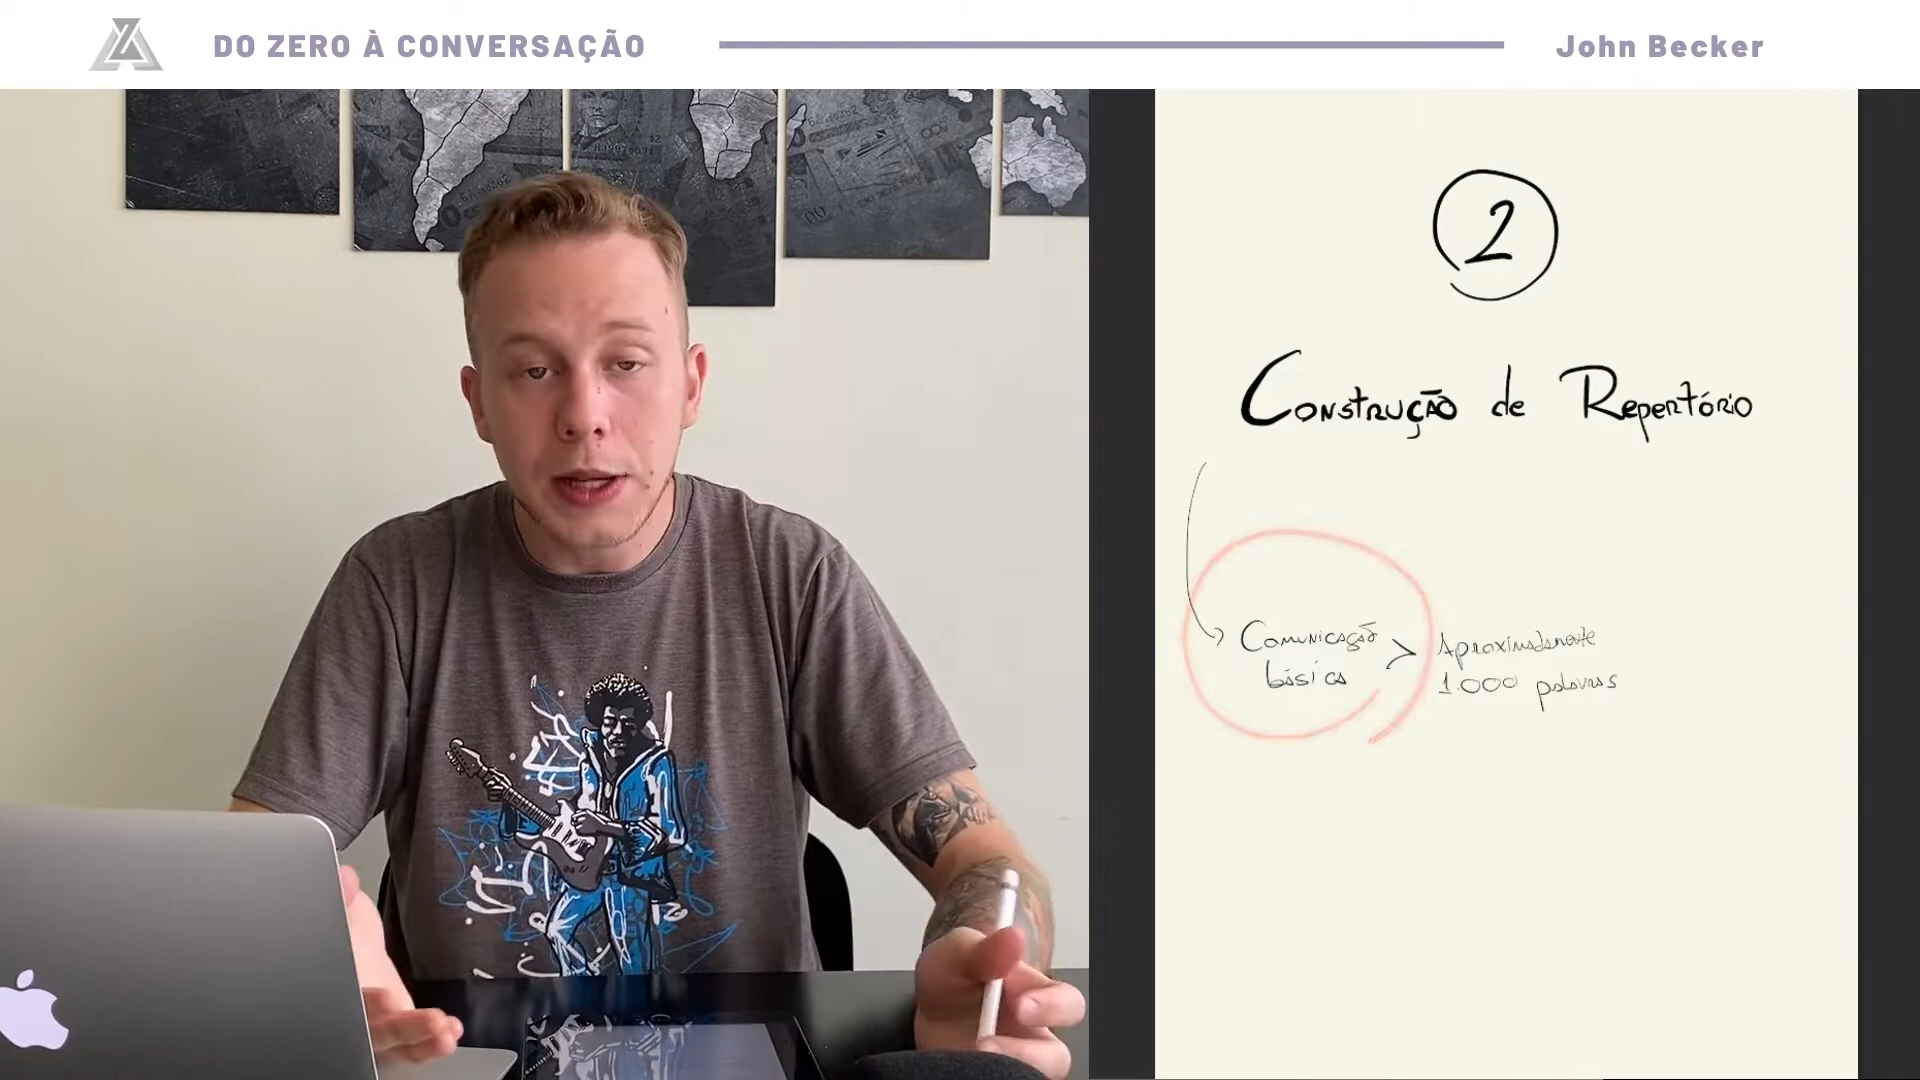 DO ZERO À CONVERSAÇÃO
John Becker
2
Construção de Repertório
Comunicação > Aproximadamente
básica 1.000 palavras